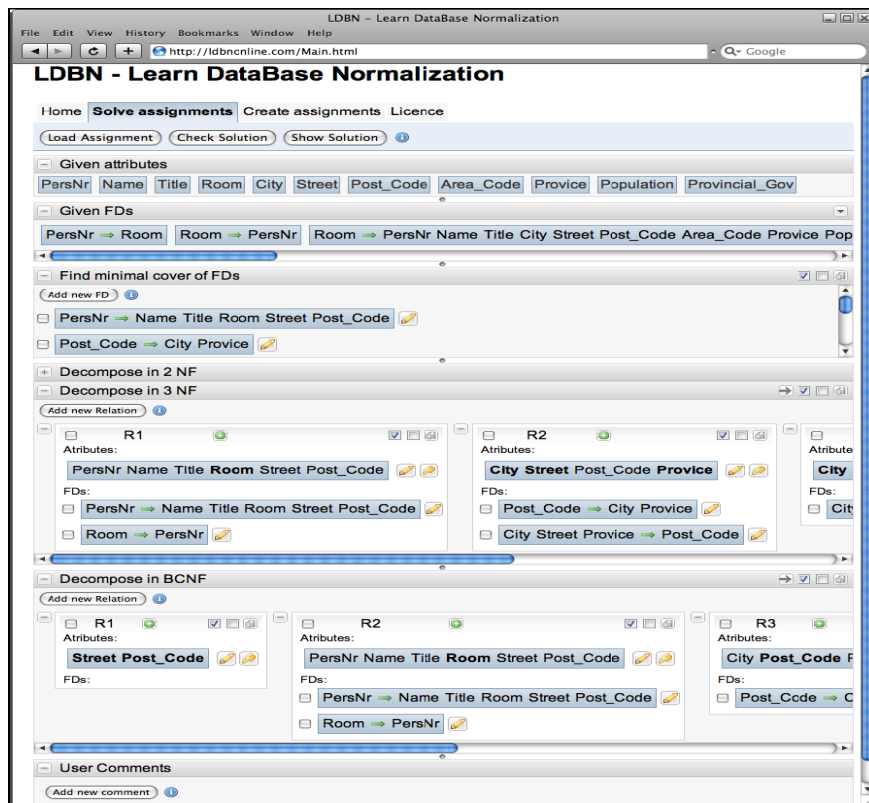 LDBN – Learn DataBase Normalization
File Edit View History Bookmarks Window Help
http://ldbncnline.com/Main.html
Google
LDBN - Learn DataBase Normalization
Home Solve assignments Create assignments Licence
Load Assignment Check Solution Show Solution
Given attributes
PersNr Name Title Room City Street Post_Code Area_Code Provice Population Provincial_Gov
Given FDs
PersNr ⇒ Room Room ⇒ PersNr Room ⇒ PersNr Name Title City Street Post_Code Area_Code Provice Pop
Find minimal cover of FDs
Add new FD
PersNr ⇒ Name Title Room Street Post_Code
Post_Code ⇒ City Provice
Decompose in 2 NF
Decompose in 3 NF
Add new Relation
R1 R2
Atributes: Atributes: Attribute
PersNr Name Title Room Street Post_Code City Street Post_Code Provice City
FDs: FDs: FDs:
PersNr ⇒ Name Title Room Street Post_Code Post_Code ⇒ City Provice City
Room ⇒ PersNr City Street Provice ⇒ Post_Code
Decompose in BCNF
Add new Relation
R1 R2 R3
Atributes: Atributes: Atributes:
Street Post_Code PersNr Name Title Room Street Post_Code City Post_Code
FDs: FDs: FDs:
PersNr ⇒ Name Title Room Street Post_Code Post_Code ⇒ C
Room ⇒ PersNr
User Comments
Add new comment